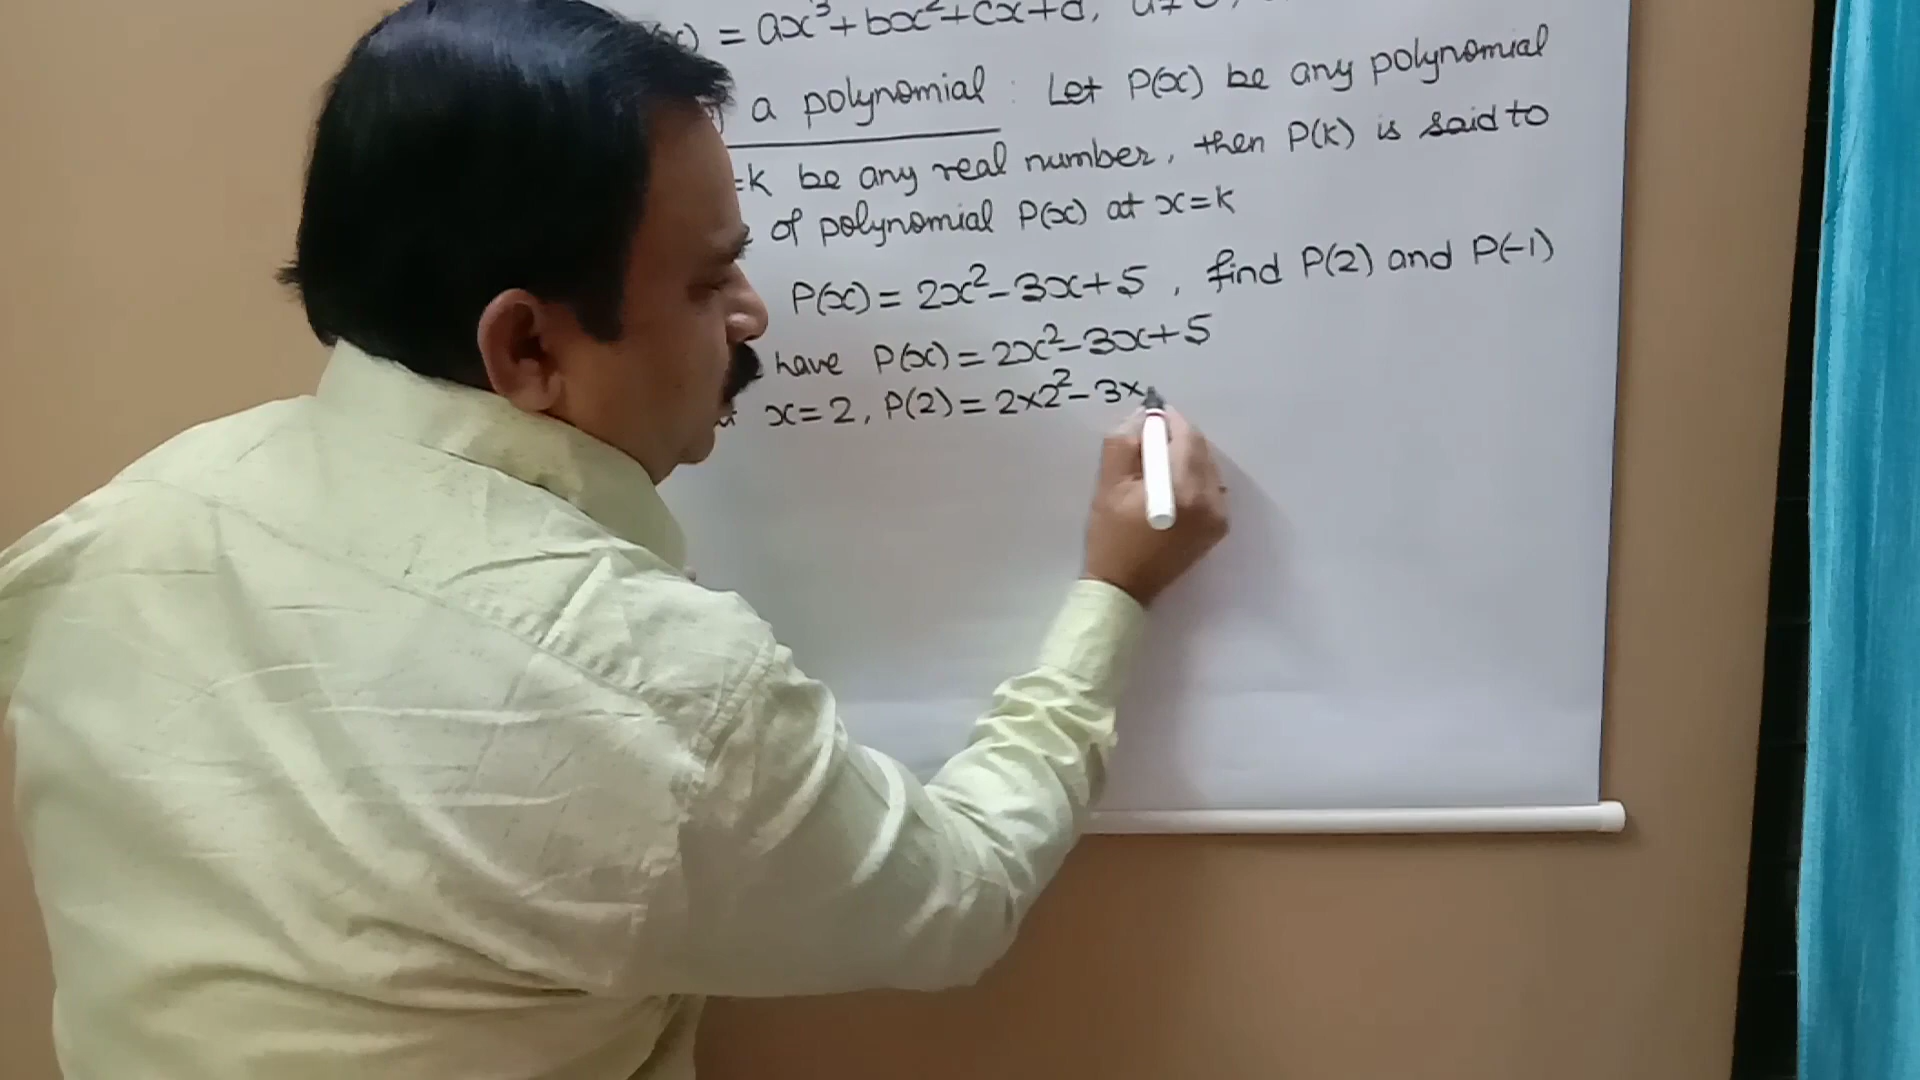 = ax³+bx²+cx+d,
a polynomial : Let P(x) be any polynomial
=k be any real number, then P(k) is said to
of polynomial P(x) at x=k
P(x) = 2x²-3x+5, find P(2) and P(-1)
have P(x) = 2x²-3x+5
x=2, P(2) = 2×2²-3×